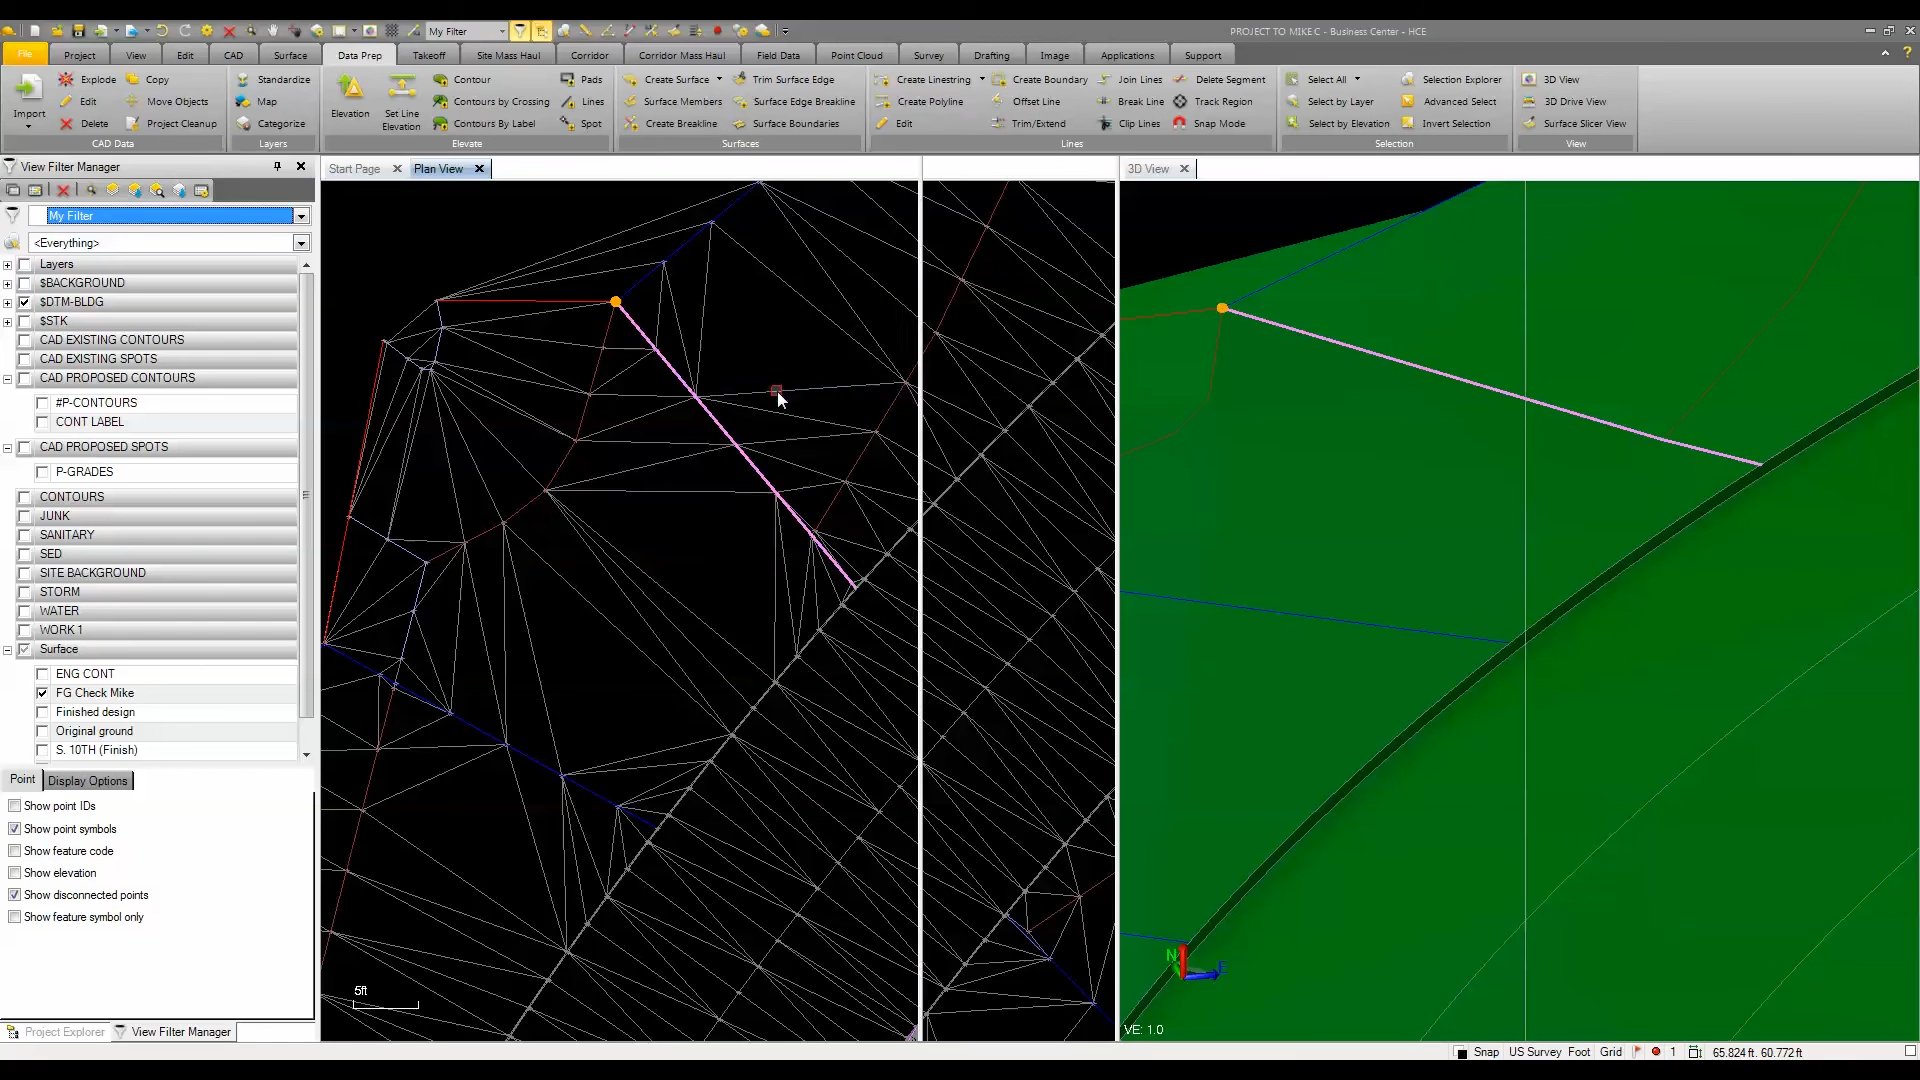 My Filter
PROJECT TO MIKE C - Business Center - HCE
File Project View Edit CAD Surface Data Prep Takeoff Site Mass Haul Corridor Corridor Mass Haul Field Data Point Cloud Survey Drafting Image Applications Support
Import
Explode Copy
Edit Move Objects
Delete Project Cleanup
CAD Data
Standardize
Map
Categorize
Layers
Elevation
Set Line
Elevation
Contour Pads
Contours by Crossing Lines
Contours By Label Spot
Elevate
Create Surface Trim Surface Edge
Surface Members Surface Edge Breakline
Create Breakline Surface Boundaries
Surfaces
Create Linestring Create Boundary Join Lines Delete Segment
Create Polyline Offset Line Break Line Track Region
Edit Trim/Extend Clip Lines Snap Mode
Lines
Select All Selection Explorer
Select by Layer Advanced Select
Select by Elevation Invert Selection
Selection
3D View
3D Drive View
Surface Slicer View
View
View Filter Manager
My Filter
<Everything>
Layers
$BACKGROUND
$DTM-BLDG
$STK
CAD EXISTING CONTOURS
CAD EXISTING SPOTS
CAD PROPOSED CONTOURS
#P-CONTOURS
CONT LABEL
CAD PROPOSED SPOTS
P-GRADES
CONTOURS
JUNK
SANITARY
SED
SITE BACKGROUND
STORM
WATER
WORK 1
Surface
ENG CONT
FG Check Mike
Finished design
Original ground
S. 10TH (Finish)
Point Display Options
Show point IDs
Show point symbols
Show feature code
Show elevation
Show disconnected points
Show feature symbol only
Project Explorer View Filter Manager
Start Page Plan View
5ft
3D View
N
E
VE: 1.0
Snap US Survey Foot Grid 1 65.824 ft, 60.772 ft